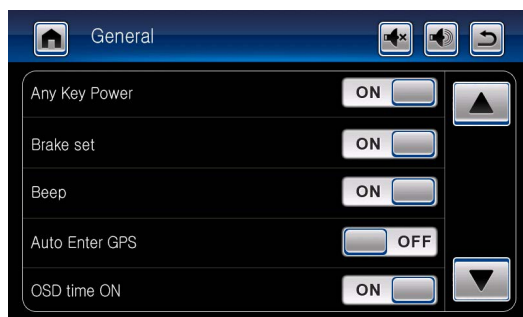 General
Any Key Power ON
Brake set ON
Beep ON
Auto Enter GPS OFF
OSD time ON ON